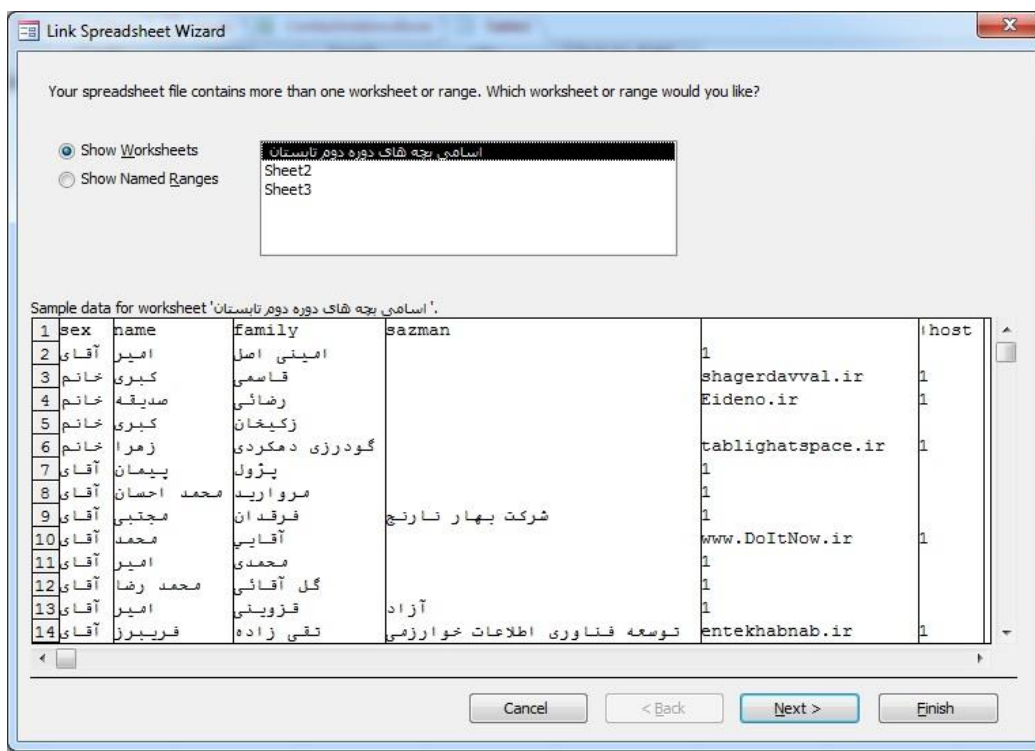 Link Spreadsheet Wizard
Your spreadsheet file contains more than one worksheet or range. Which worksheet or range would you like?
Show Worksheets
Show Named Ranges
اسامی بچه های دوره دوم تابستان
Sheet2
Sheet3
Sample data for worksheet 'اسامی بچه های دوره دوم تابستان '.
1 sex name family sazman host
2 آقای امیر امینی اصل 1
3 خانم کبری قاسمی shagerdavval.ir 1
4 خانم صدیقه رضائی Eideno.ir 1
5 خانم کبری زکیخان
6 خانم زهرا گودرزی دهکردی tablighatspace.ir 1
7 آقای پیمان پژول 1
8 آقای محمد احسان مروارید 1
9 آقای مجتبی فرقدان شرکت بهار نارنج 1
10 آقای محمد آقايي www.DoItNow.ir 1
11 آقای امیر محمدی 1
12 آقای محمد رضا گل آقائی 1
13 آقای امیر قزوینی آزاد 1
14 آقای فریبرز تقی زاده توسعه فناوری اطلاعات خوارزمی entekhabnab.ir 1
Cancel < Back Next > Finish